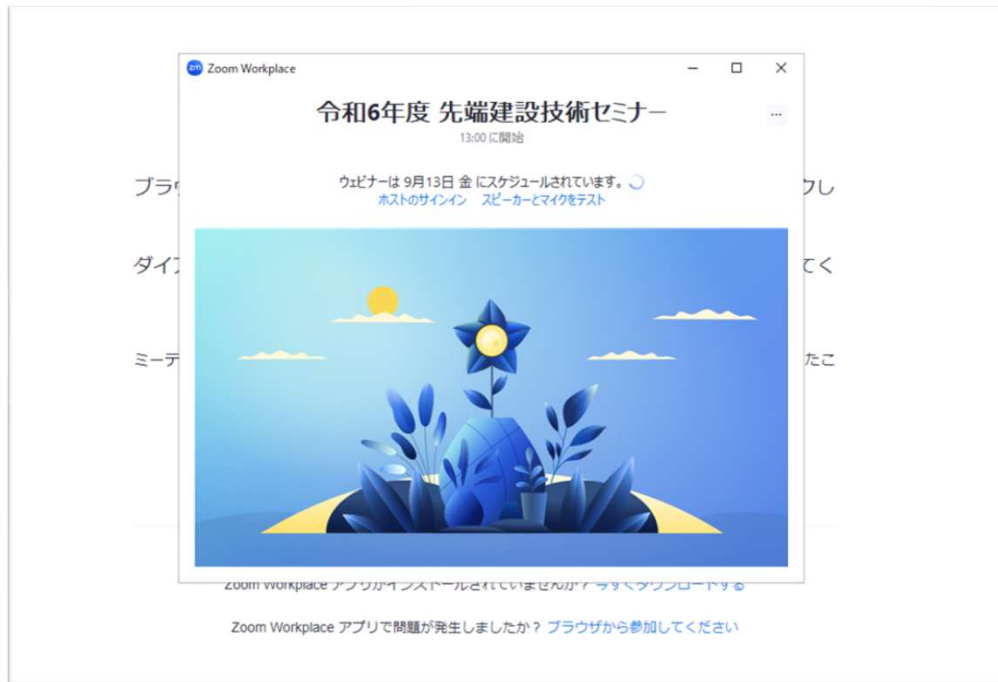 zm Zoom Workplace
令和6年度 先端建設技術セミナー
13:00 に開始
ウェビナーは 9月13日 金 にスケジュールされています。
ホストのサインイン スピーカーとマイクをテスト
ブラウ クし
ダイア てく
ミーテ たこ
Zoom Workplace アプリがインストールされていませんか？ 今すぐダウンロードする
Zoom Workplace アプリで問題が発生しましたか？ ブラウザから参加してください